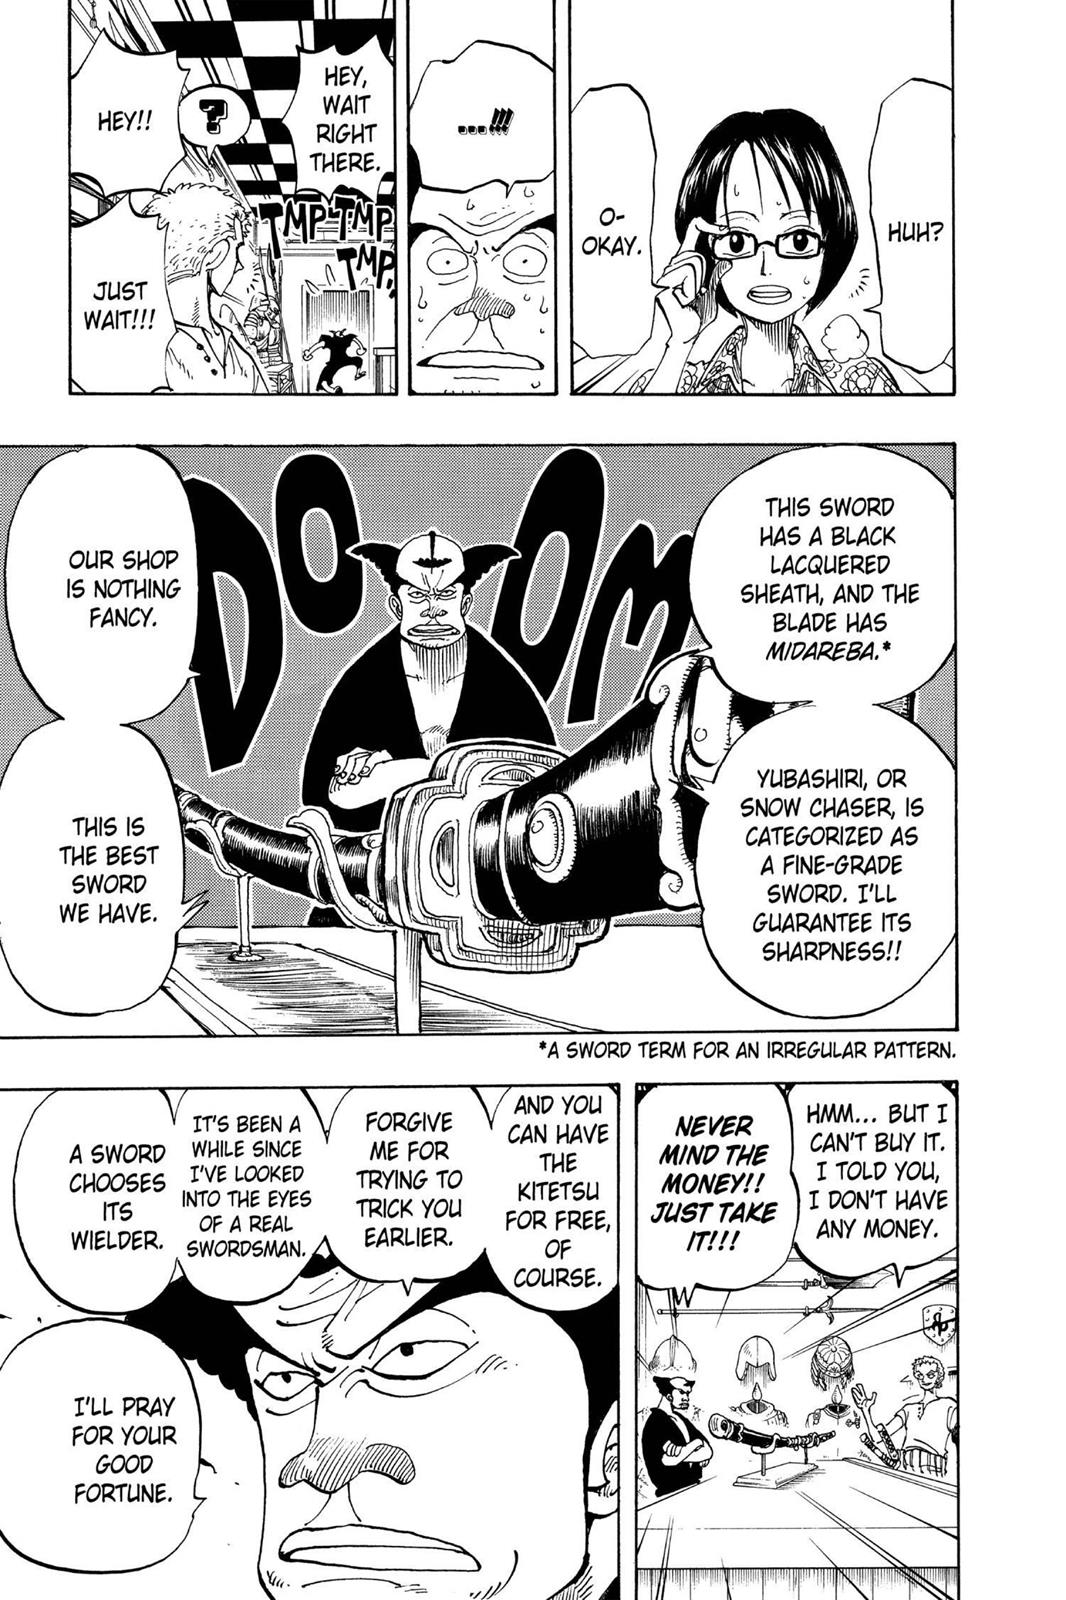 HUH?
O-
OKAY.
...!!!
HEY,
WAIT
RIGHT
THERE.
?
HEY!!
TMP TMP
TMP
JUST
WAIT!!!
THIS SWORD
HAS A BLACK
LACQUERED
SHEATH, AND THE
BLADE HAS
MIDAREBA.*
YUBASHIRI, OR
SNOW CHASER, IS
CATEGORIZED AS
A FINE-GRADE
SWORD. I'LL
GUARANTEE ITS
SHARPNESS!!
DOOM
OUR SHOP
IS NOTHING
FANCY.
THIS IS
THE BEST
SWORD
WE HAVE.
*A SWORD TERM FOR AN IRREGULAR PATTERN.
HMM... BUT I
CAN'T BUY IT.
I TOLD YOU,
I DON'T HAVE
ANY MONEY.
NEVER
MIND THE
MONEY!!
JUST TAKE
IT!!!
AND YOU
CAN HAVE
THE
KITETSU
FOR FREE,
OF
COURSE.
FORGIVE
ME FOR
TRYING TO
TRICK YOU
EARLIER.
IT'S BEEN A
WHILE SINCE
I'VE LOOKED
INTO THE EYES
OF A REAL
SWORDSMAN.
A SWORD
CHOOSES
ITS
WIELDER.
I'LL PRAY
FOR YOUR
GOOD
FORTUNE.